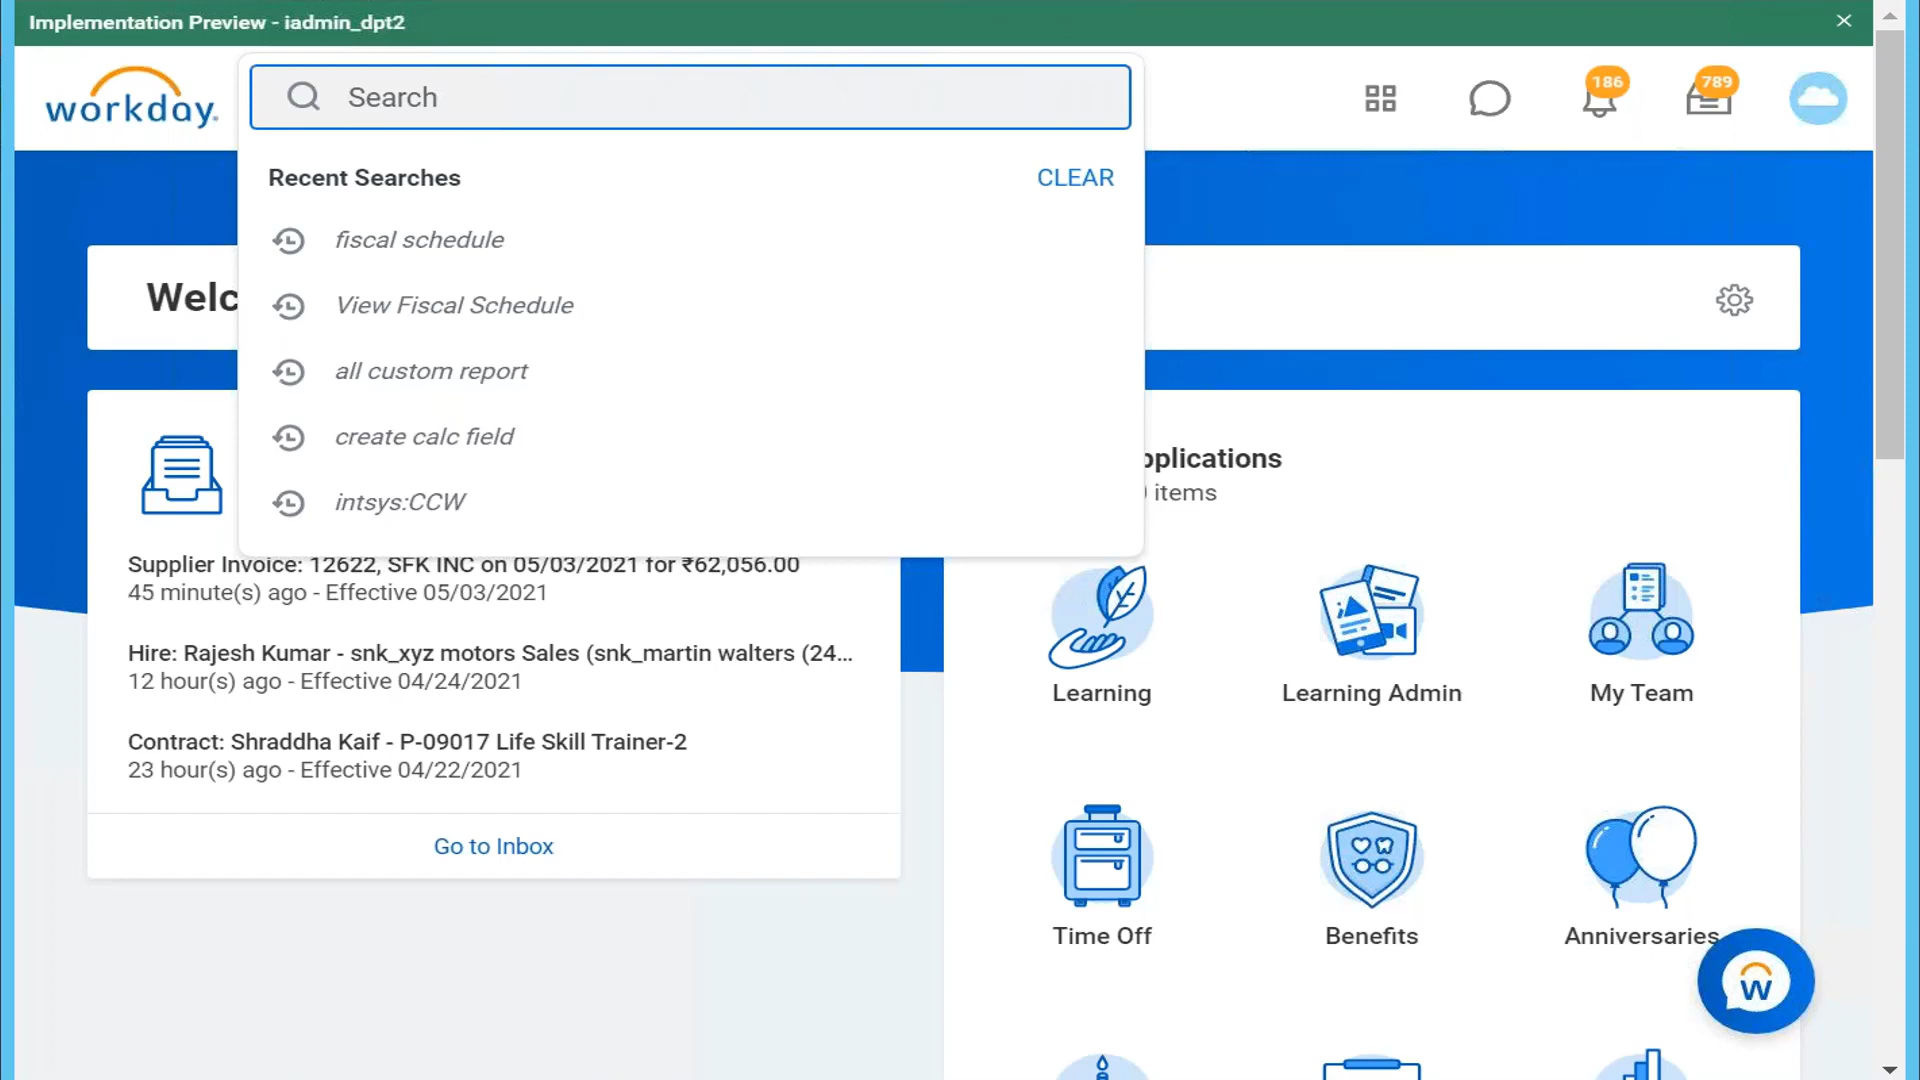 Implementation Preview - iadmin_dpt2
workday.
Search
186
789
Recent Searches
CLEAR
fiscal schedule
View Fiscal Schedule
all custom report
create calc field
intsys:CCW
Welc
pplications
items
Supplier Invoice: 12622, SFK INC on 05/03/2021 for ₹62,056.00
45 minute(s) ago - Effective 05/03/2021
Hire: Rajesh Kumar - snk_xyz motors Sales (snk_martin walters (24...
12 hour(s) ago - Effective 04/24/2021
Contract: Shraddha Kaif - P-09017 Life Skill Trainer-2
23 hour(s) ago - Effective 04/22/2021
Go to Inbox
Learning
Learning Admin
My Team
Time Off
Benefits
Anniversaries
W